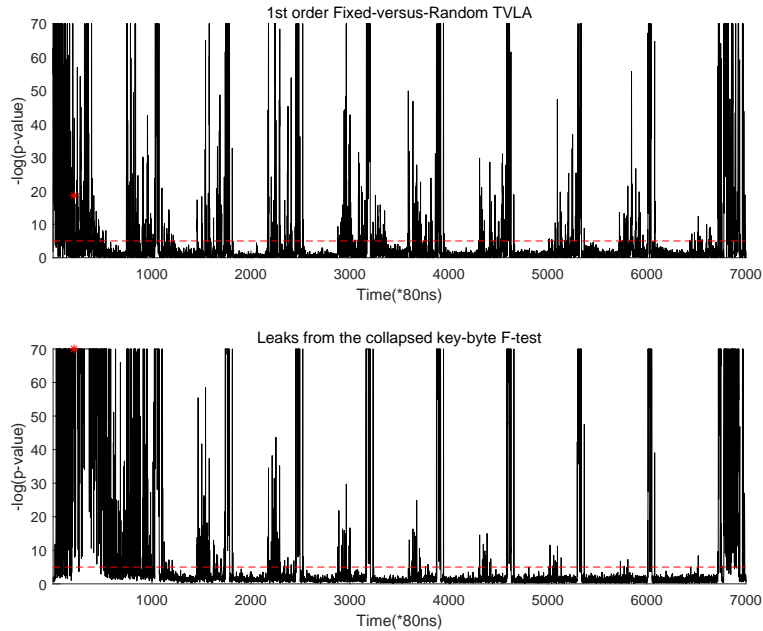 1st order Fixed-versus-Random TVLA
70
60
50
40
30
20
10
0
-log(p-value)
1000 2000 3000 4000 5000 6000 7000
Time(*80ns)
Leaks from the collapsed key-byte F-test
70
60
50
40
30
20
10
0
-log(p-value)
1000 2000 3000 4000 5000 6000 7000
Time(*80ns)